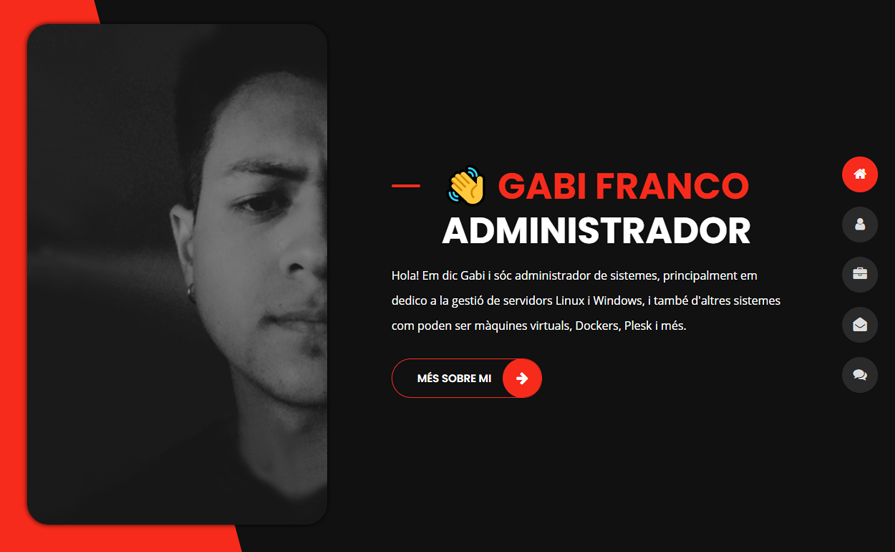 GABI FRANCO
ADMINISTRADOR
Hola! Em dic Gabi i sóc administrador de sistemes, principalment em
dedico a la gestió de servidors Linux i Windows, i també d'altres sistemes
com poden ser màquines virtuals, Dockers, Plesk i més.
MÉS SOBRE MI